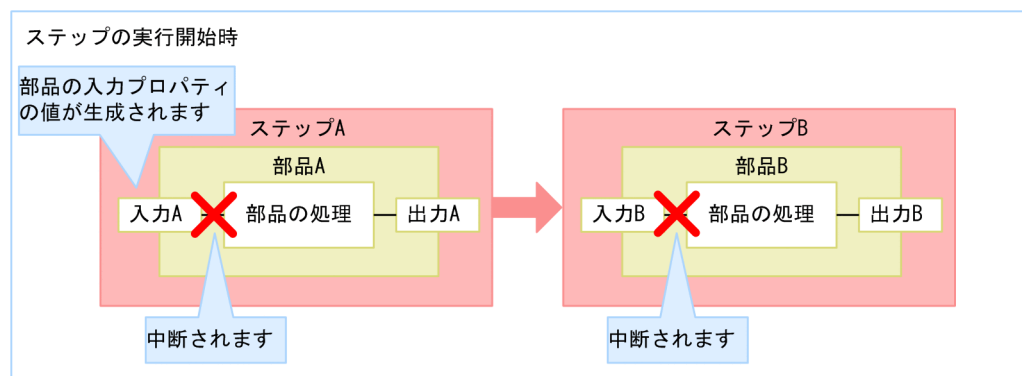 ステップの実行開始時
部品の入力プロパティ
の値が生成されます
ステップA
部品A
入力A
部品の処理
出力A
中断されます
ステップB
部品B
入力B
部品の処理
出力B
中断されます